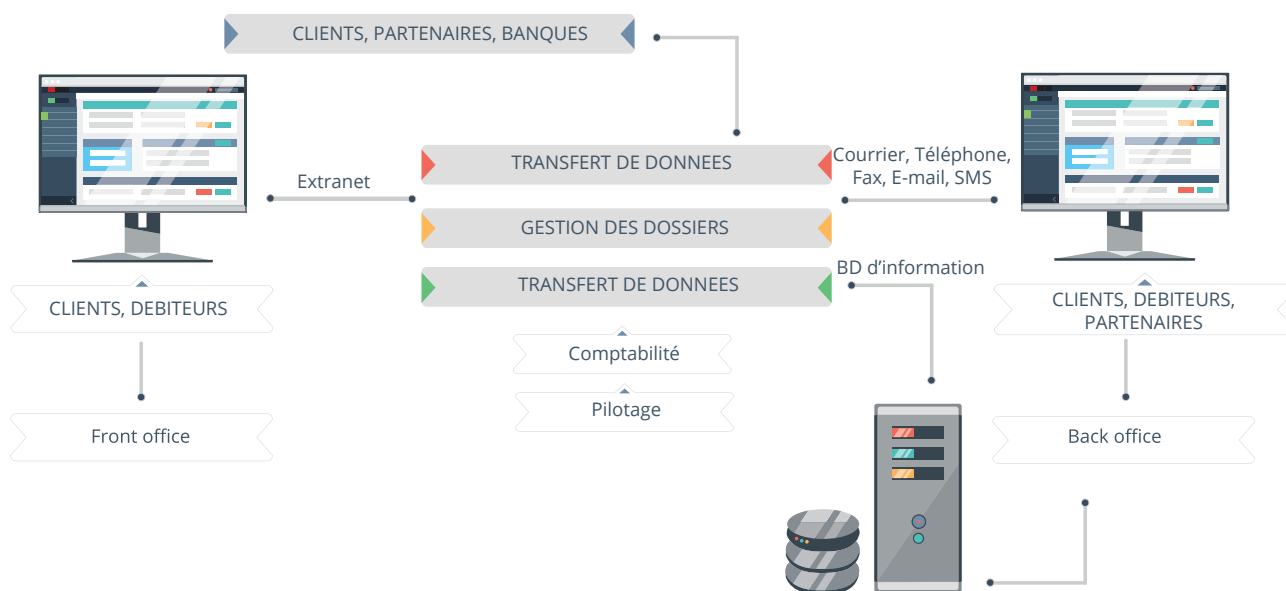 CLIENTS, PARTENAIRES, BANQUES
TRANSFERT DE DONNEES
Courrier, Téléphone,
Fax, E-mail, SMS
Extranet
GESTION DES DOSSIERS
BD d’information
TRANSFERT DE DONNEES
CLIENTS, DEBITEURS
CLIENTS, DEBITEURS,
PARTENAIRES
Comptabilité
Pilotage
Front office
Back office